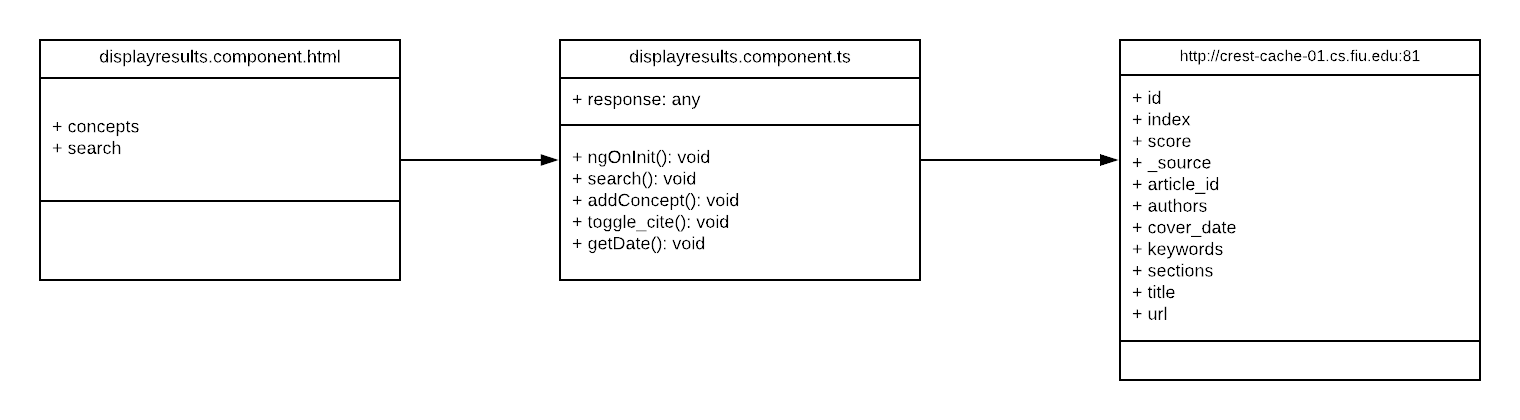 displayresults.component.html
+ concepts
+ search
displayresults.component.ts
+ response: any
+ ngOnInit(): void
+ search(): void
+ addConcept(): void
+ toggle_cite(): void
+ getDate(): void
http://crest-cache-01.cs.fiu.edu:81
+ id
+ index
+ score
+ _source
+ article_id
+ authors
+ cover_date
+ keywords
+ sections
+ title
+ url